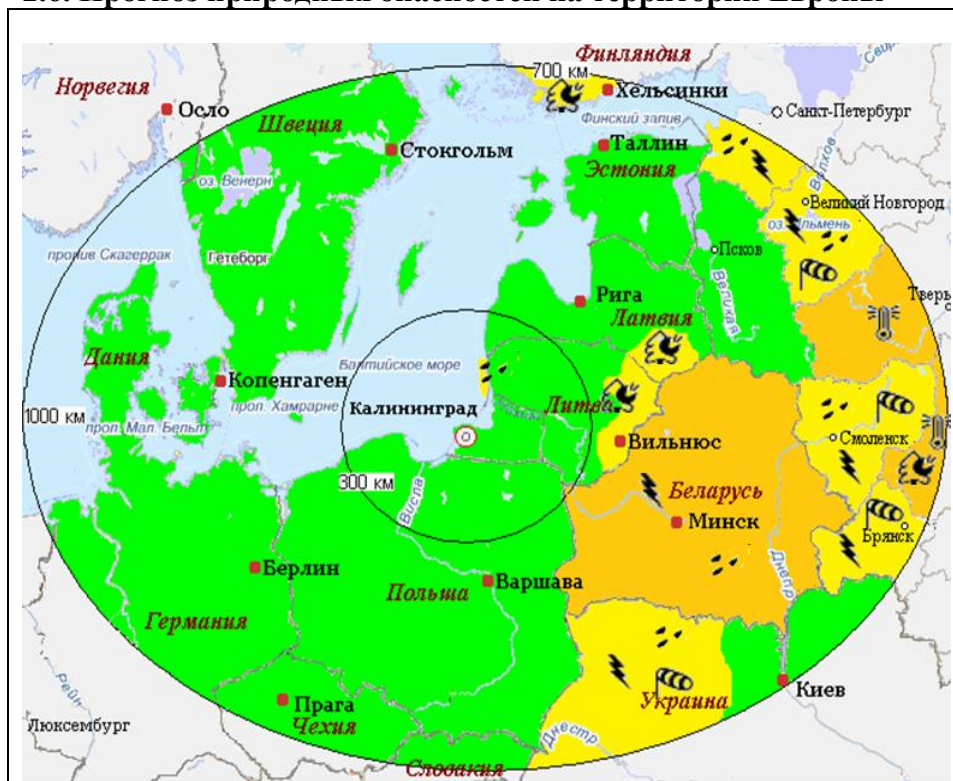 Финляндия
700 км
Норвегия
Хельсинки
Осло
Санкт-Петербург
Швеция
Финский залив
Волхов
Стокгольм
Таллин
Эстония
оз. Венерн
Великий Новгород
оз. Ильмень
пролив Скагеррак
Гетеборг
Псков
Великая
Рига
Тверь
Латвия
Дания
Балтийское море
Копенгаген
1000 км
прол. Хамрарне
Калининград
Литва
прол. Мал. Бельт
Смоленск
Вильнюс
300 км
Висла
Беларусь
Минск
Брянск
Днепр
Берлин
Варшава
Польша
Германия
Рейн
Прага
Украина
Киев
Люксембург
Чехия
Днестр
Словакия